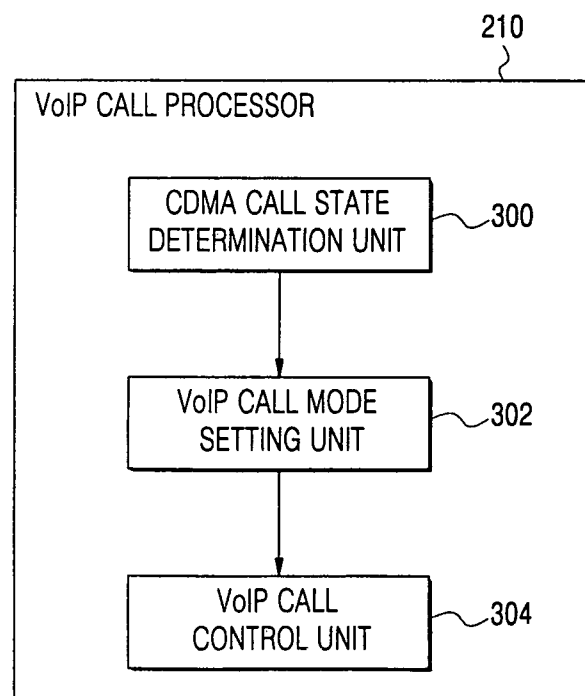 210
VoIP CALL PROCESSOR
CDMA CALL STATE
DETERMINATION UNIT
300
VoIP CALL MODE
SETTING UNIT
302
VoIP CALL
CONTROL UNIT
304